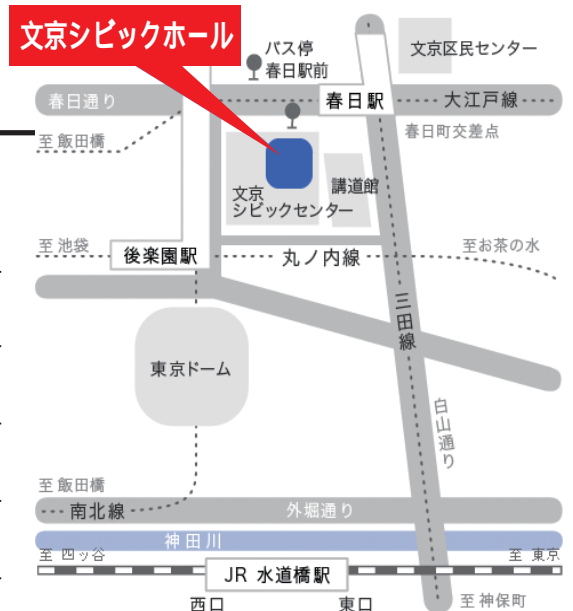 文京シビックホール
バス停
春日駅前
文京区民センター
春日通り
春日駅
大江戸線
至 飯田橋
春日町交差点
講道館
文京
シビックセンター
至 池袋
後楽園駅
丸ノ内線
至お茶の水
三田線
東京ドーム
白山通り
至 飯田橋
南北線
外堀通り
神田川
至 四ッ谷
至 東京
JR 水道橋駅
西口
東口
至 神保町